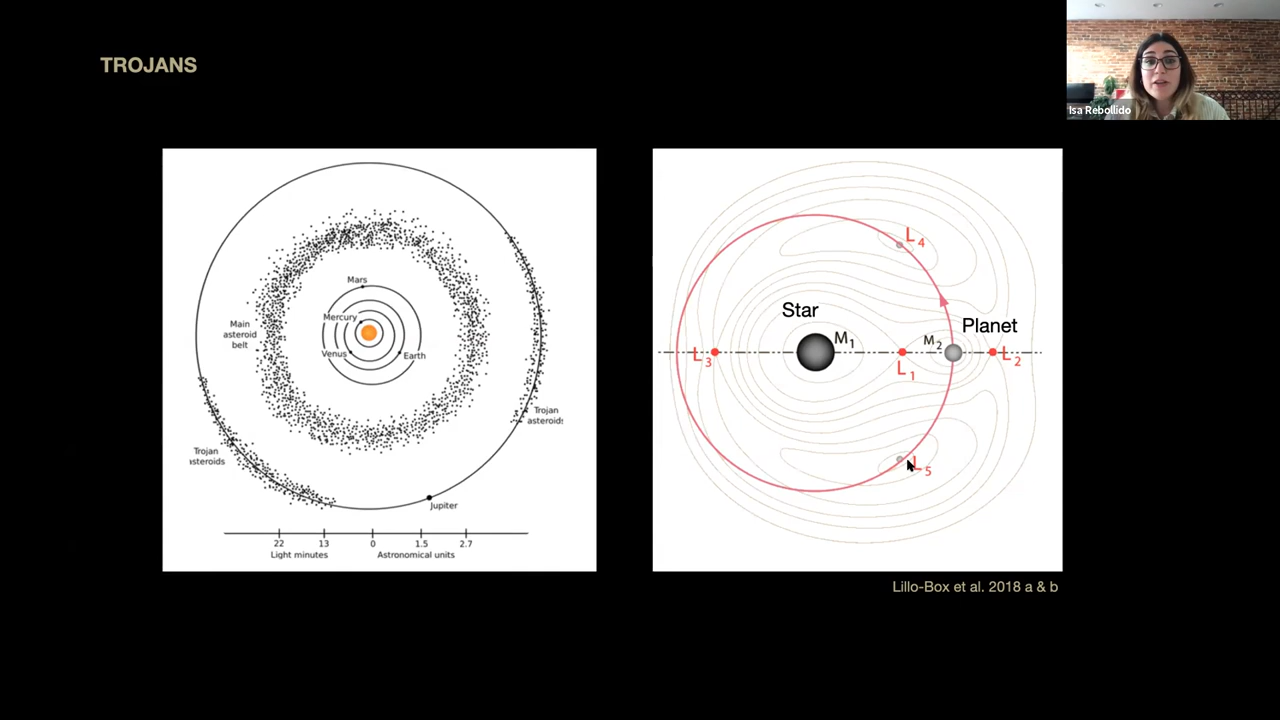 TROJANS
Isa Rebollido
Mars
Mercury
Main
asteroid
belt
Venus
Earth
Trojan
asteroids
Trojan
asteroids
Jupiter
22 13 0 1.5 2.7
Light minutes Astronomical units
L4
Star
Planet
M1
M2
L3
L1
L2
L5
Lillo-Box et al. 2018 a & b